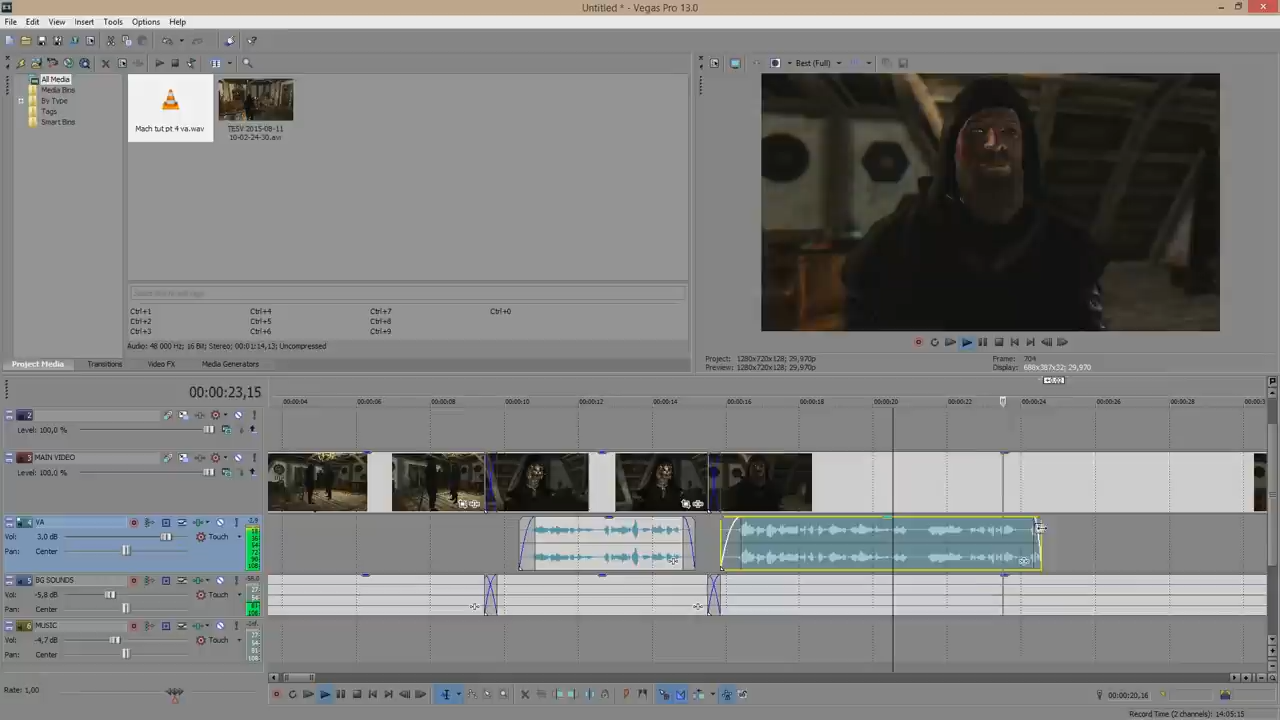 Untitled * - Vegas Pro 13.0
File Edit View Insert Tools Options Help
All Media
Media Bins
By Type
Tags
Smart Bins
Mach tut pt 4 va.wav
TESV 2015-08-11
10-02-24-30.avi
Ctrl+1 Ctrl+4 Ctrl+7 Ctrl+0
Ctrl+2 Ctrl+5 Ctrl+8
Ctrl+3 Ctrl+6 Ctrl+9
Audio: 48 000 Hz; 16 Bit; Stereo; 00:01:14,13; Uncompressed
Project Media Transitions Video FX Media Generators
Best (Full)
Project: 1280x720x128; 29,970p
Preview: 1280x720x128; 29,970p
Frame: 704
Display: 688x387x32; 29,970
00:00:23,15
+0.02
00:00:04 00:00:06 00:00:08 00:00:10 00:00:12 00:00:14 00:00:16 00:00:18 00:00:20 00:00:22 00:00:24 00:00:26 00:00:28
2
Level: 100,0 %
3 MAIN VIDEO
Level: 100,0 %
4 VA
Vol: 3,0 dB Touch
Pan: Center
5 BG SOUNDS
Vol: -5,8 dB Touch
Pan: Center
6 MUSIC
Vol: -4,7 dB Touch
Pan: Center
Rate: 1,00
00:00:20,16
Record Time (2 channels): 14:05:15